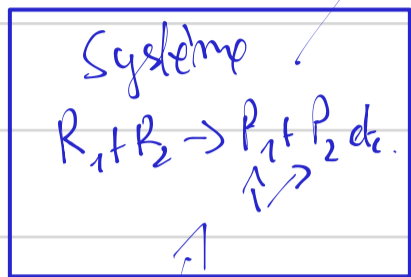 Système
R₁+R₂ → P₁+P₂ etc.